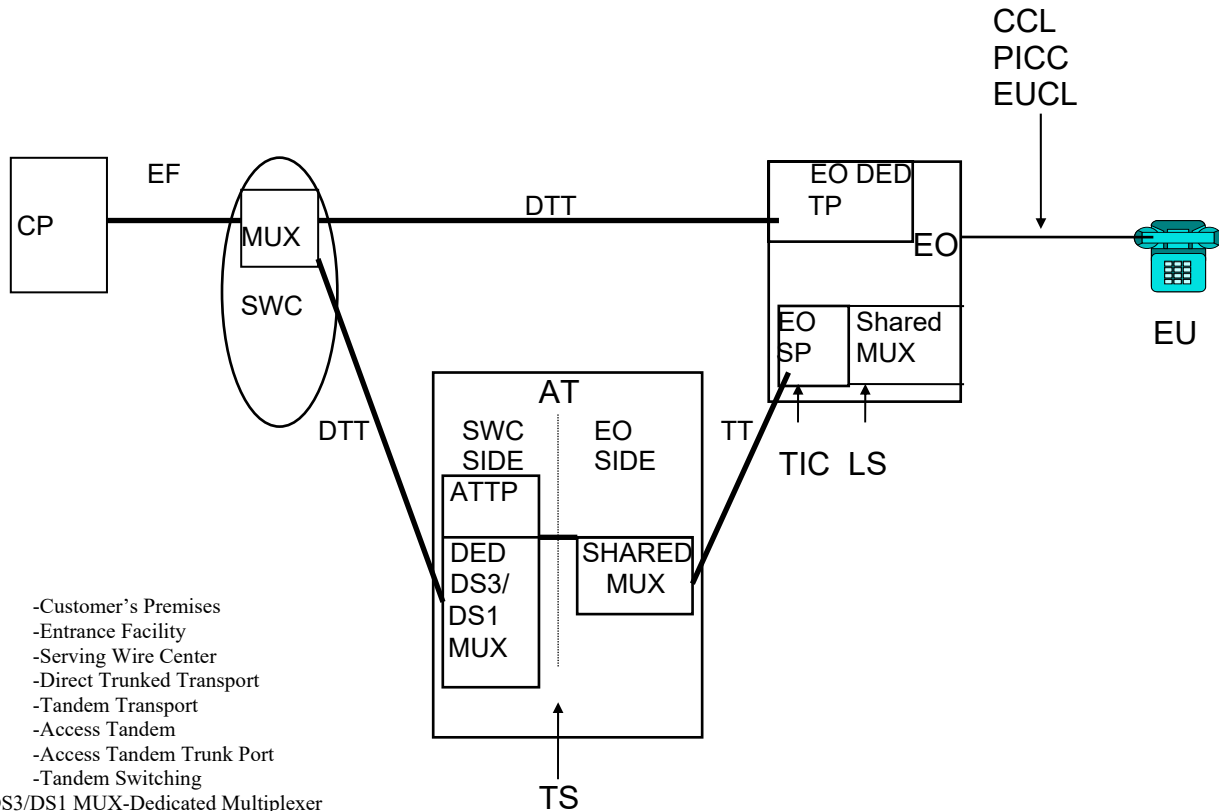 CCL
PICC
EUCL
EF
EO DED
TP
CP
DTT
MUX
EO
SWC
EO
SP
Shared
MUX
EU
AT
DTT
SWC
SIDE
EO
SIDE
TT
TIC LS
ATTP
DED
DS3/
DS1
MUX
SHARED
MUX
-Customer's Premises
-Entrance Facility
-Serving Wire Center
-Direct Trunked Transport
-Tandem Transport
-Access Tandem
-Access Tandem Trunk Port
-Tandem Switching
DS3/DS1 MUX-Dedicated Multiplexer
TS